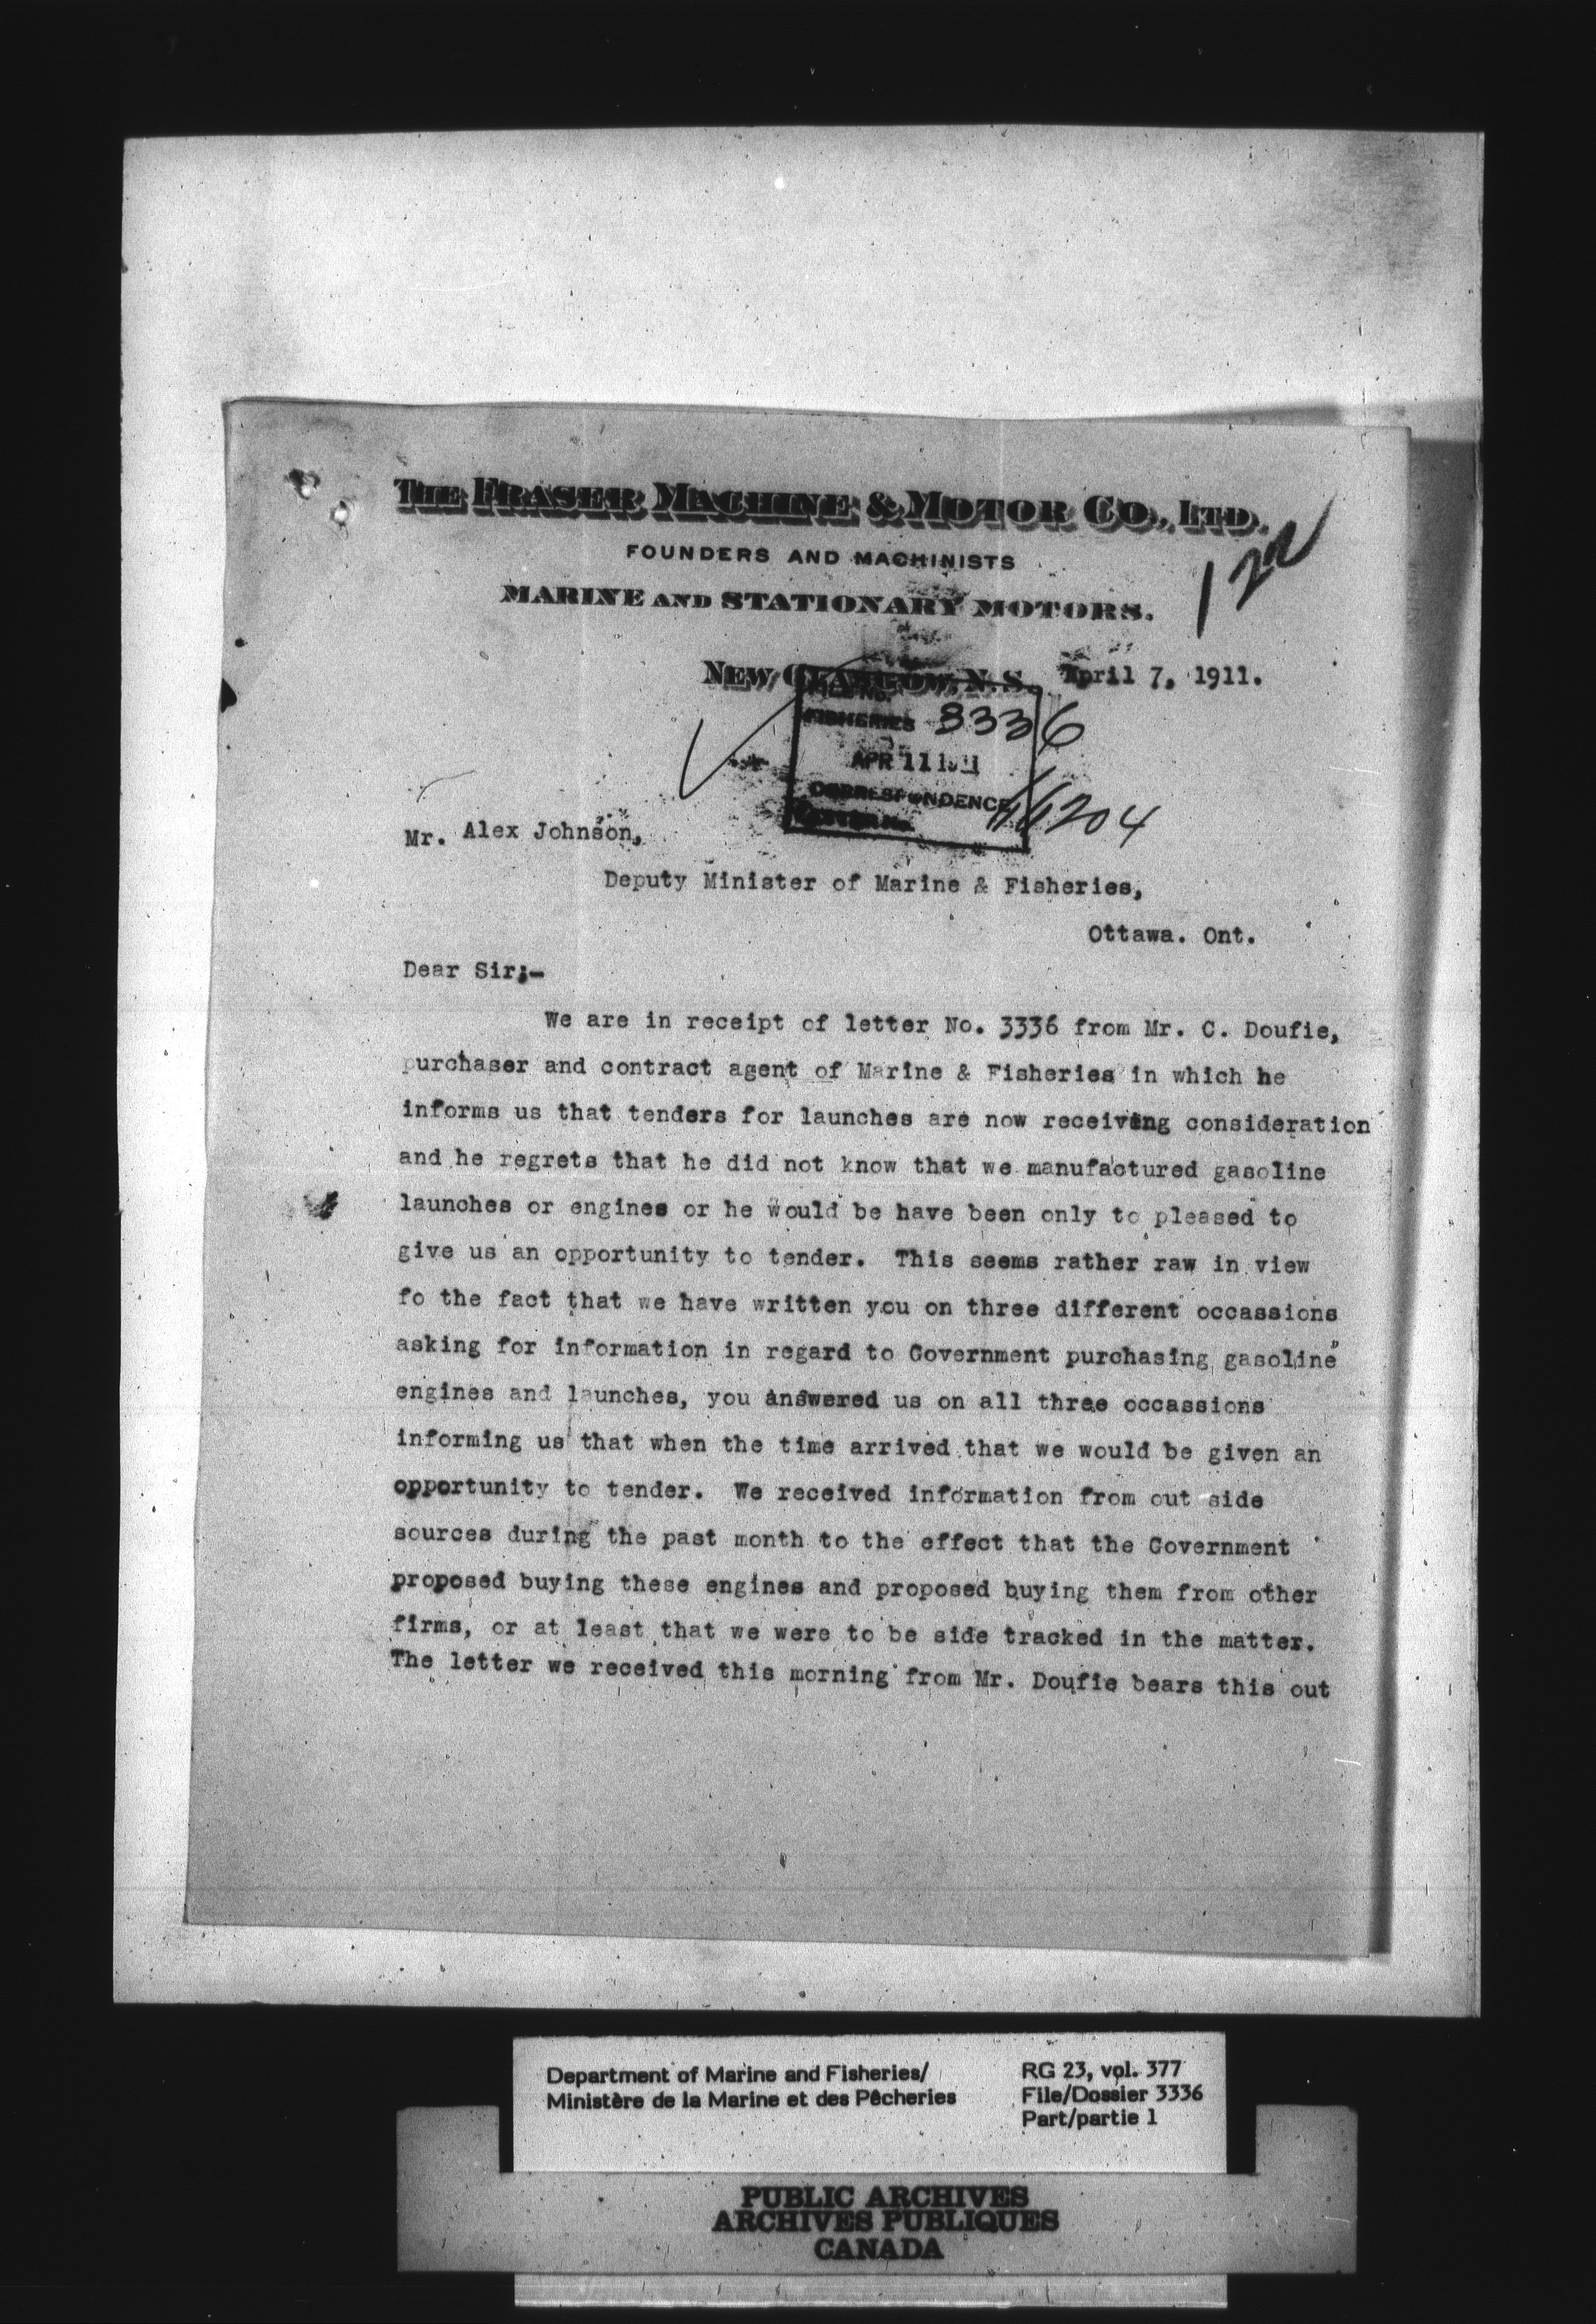 THE FRASER MACHINE & MOTOR CO., LTD.
FOUNDERS AND MACHINISTS
MARINE AND STATIONARY MOTORS.
122
NEW GLASGOW, N.S. April 7, 1911.
FILE NO.
FISHERIES 3336
APR 11 1911
CORRESPONDENCE
Mr. Alex Johnson,
Deputy Minister of Marine & Fisheries,
Ottawa. Ont.
Dear Sir;-
We are in receipt of letter No. 3336 from Mr. C. Doufie,
purchaser and contract agent of Marine & Fisheries in which he
informs us that tenders for launches are now receiving consideration
and he regrets that he did not know that we manufactured gasoline
launches or engines or he would be have been only to pleased to
give us an opportunity to tender. This seems rather raw in view
fo the fact that we have written you on three different occassions
asking for information in regard to Government purchasing gasoline
engines and launches, you answered us on all three occassions
informing us that when the time arrived that we would be given an
opportunity to tender. We received information from out side
sources during the past month to the effect that the Government
proposed buying these engines and proposed buying them from other
firms, or at least that we were to be side tracked in the matter.
The letter we received this morning from Mr. Doufie bears this out
Department of Marine and Fisheries/
Ministère de la Marine et des Pêcheries
RG 23, vol. 377
File/Dossier 3336
Part/partie 1
PUBLIC ARCHIVES
ARCHIVES PUBLIQUES
CANADA